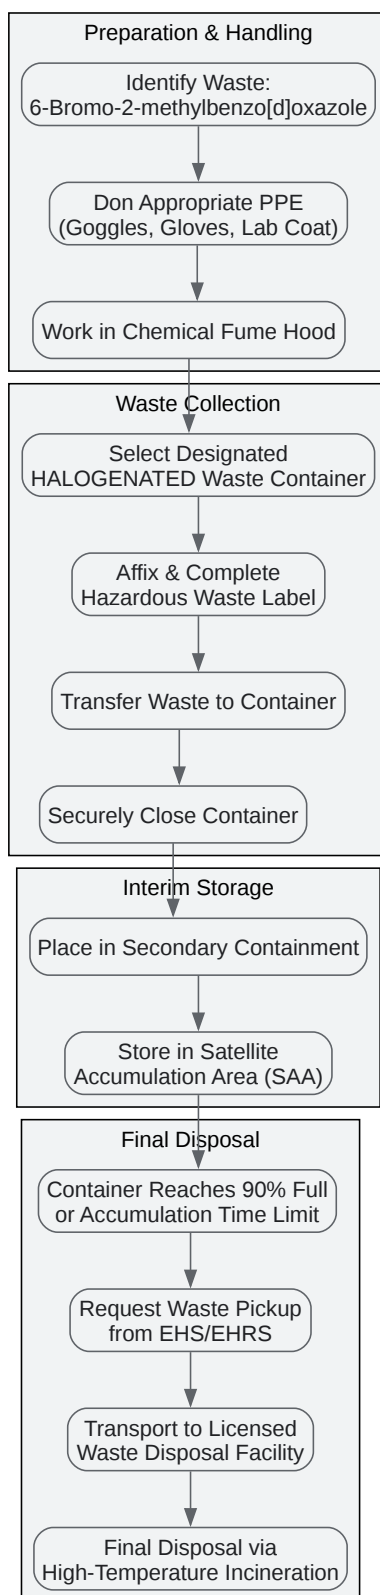 Preparation & Handling
Identify Waste:
6-Bromo-2-methylbenzo[d]oxazole
Don Appropriate PPE
(Goggles, Gloves, Lab Coat)
Work in Chemical Fume Hood
Waste Collection
Select Designated
HALOGENATED Waste Container
Affix & Complete
Hazardous Waste Label
Transfer Waste to Container
Securely Close Container
Interim Storage
Place in Secondary Containment
Store in Satellite
Accumulation Area (SAA)
Final Disposal
Container Reaches 90% Full
or Accumulation Time Limit
Request Waste Pickup
from EHS/EHRS
Transport to Licensed
Waste Disposal Facility
Final Disposal via
High-Temperature Incineration